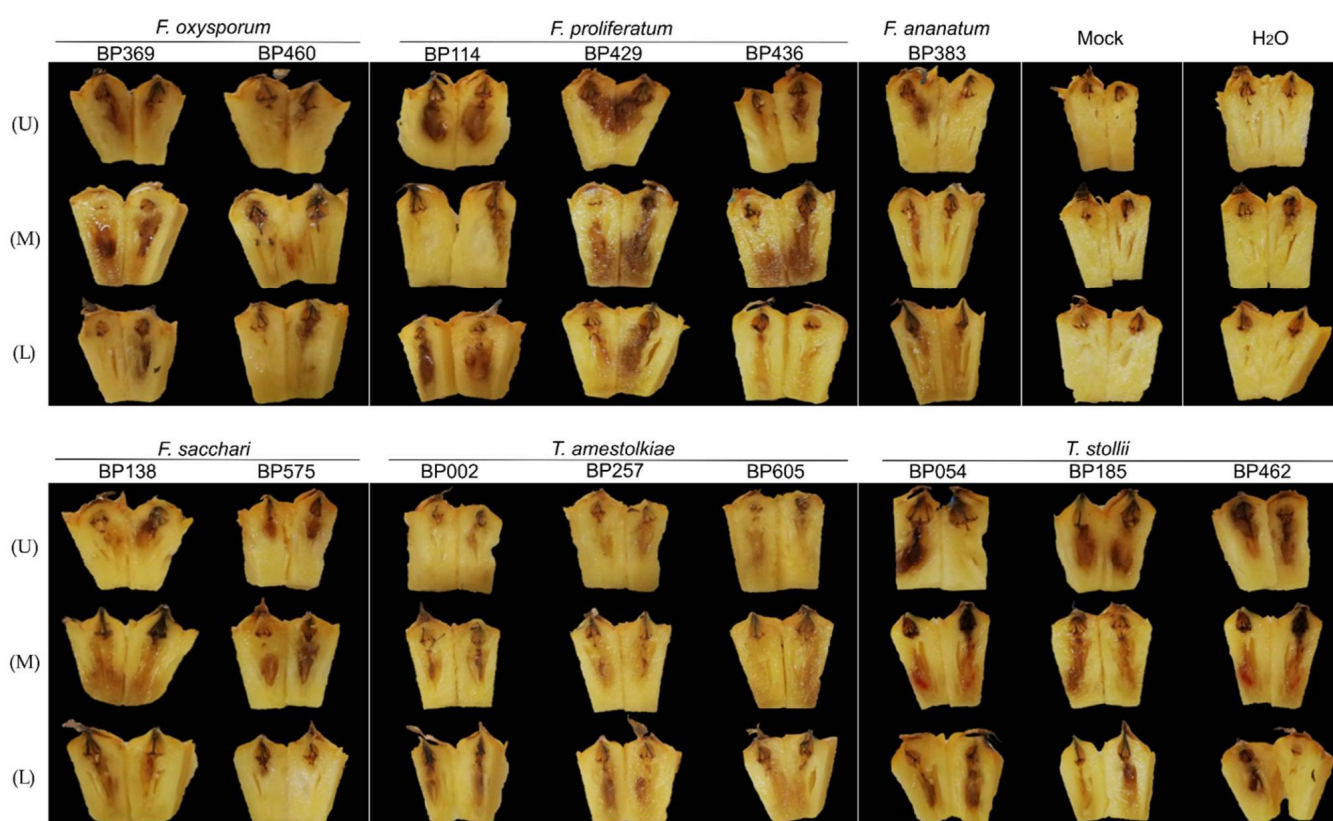 F. oxysporum F. proliferatum F. ananatum Mock H2O
BP369 BP460 BP114 BP429 BP436 BP383
(U)
(M)
(L)
F. sacchari T. amestolkiae T. stollii
BP138 BP575 BP002 BP257 BP605 BP054 BP185 BP462
(U)
(M)
(L)